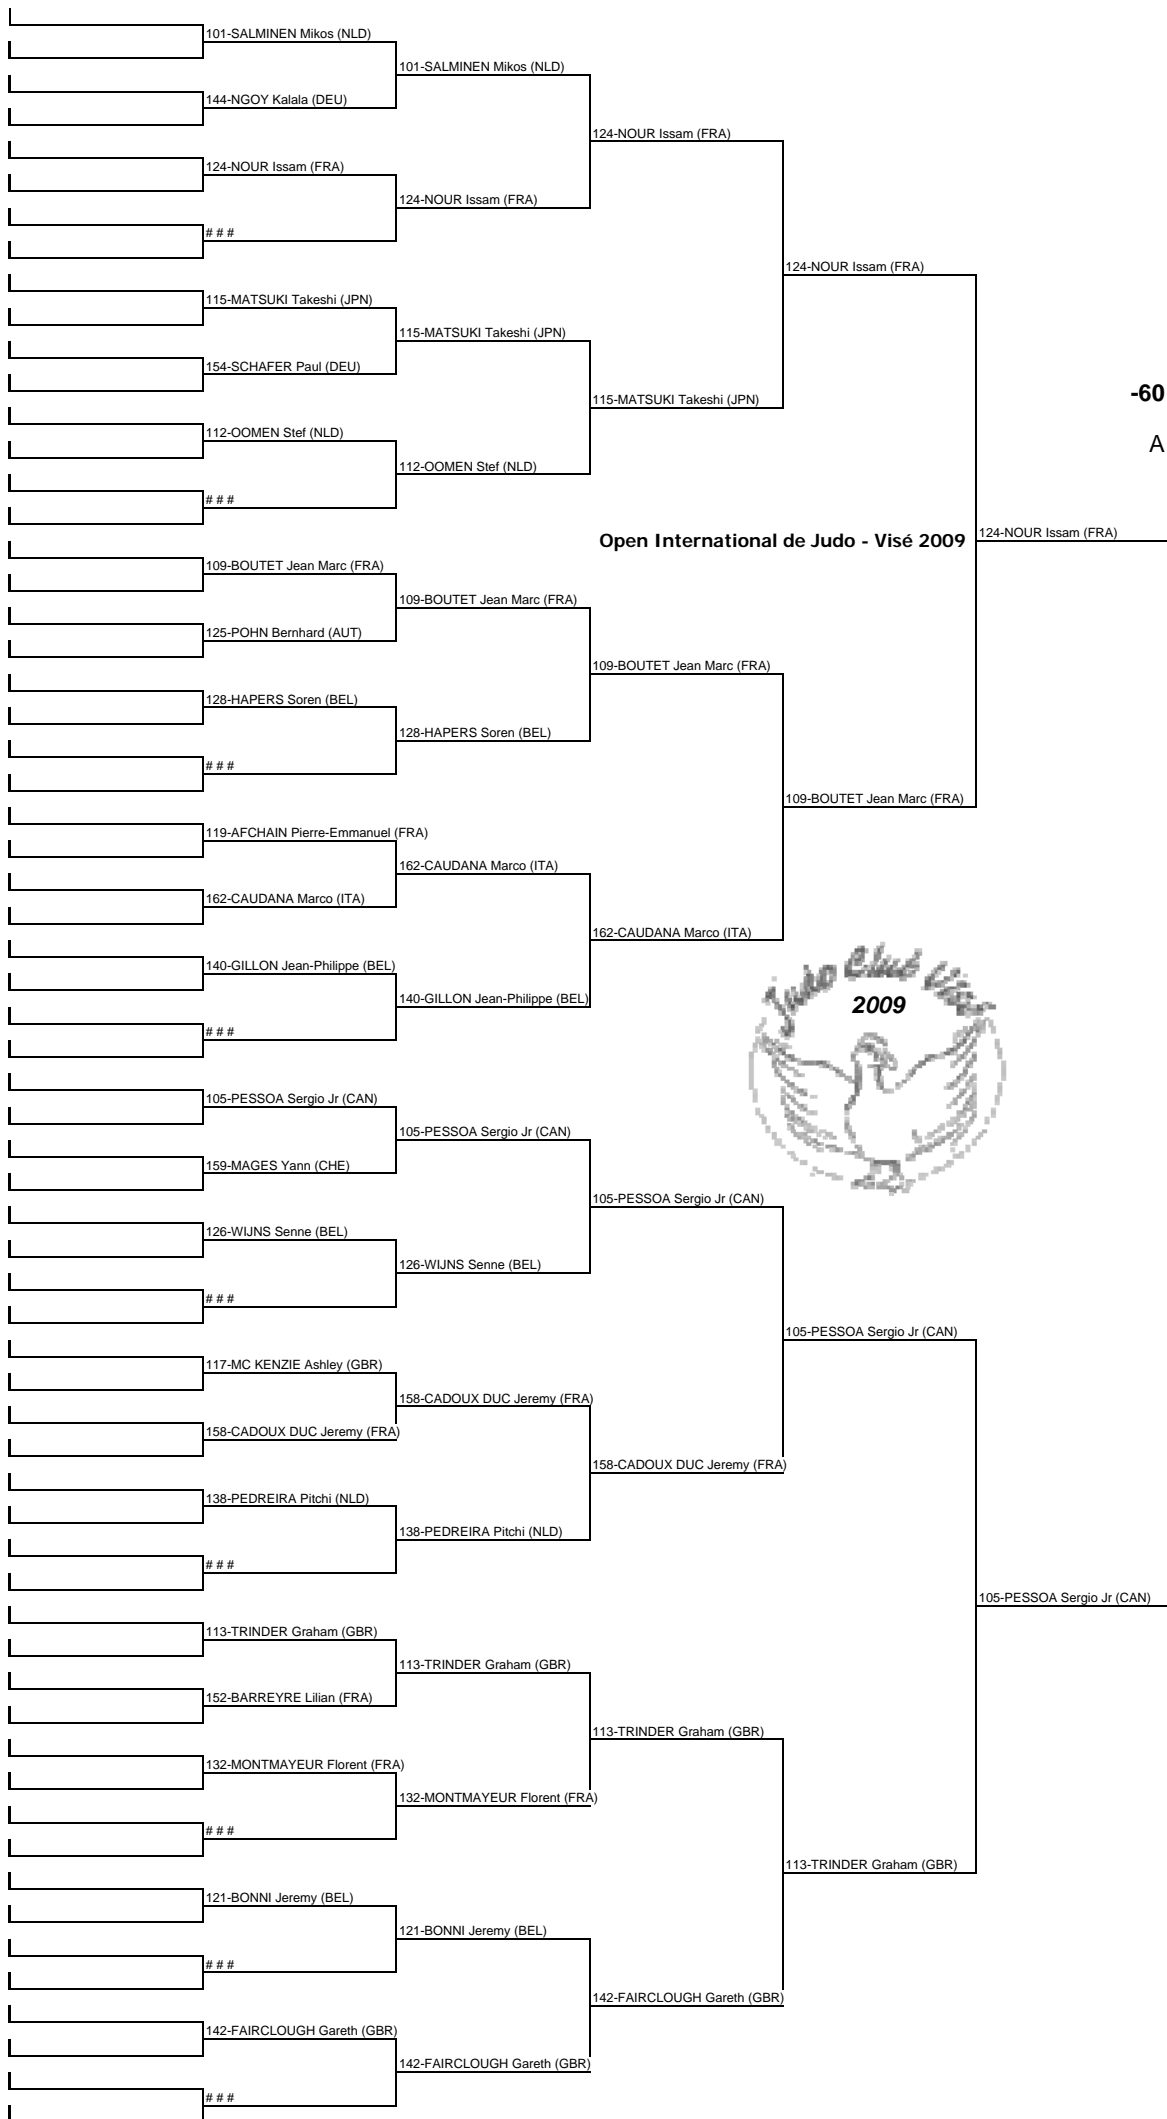 101-SALMINEN Mikos (NLD)
101-SALMINEN Mikos (NLD)
144-NGOY Kalala (DEU)
124-NOUR Issam (FRA)
124-NOUR Issam (FRA)
124-NOUR Issam (FRA)
# # #
124-NOUR Issam (FRA)
115-MATSUKI Takeshi (JPN)
115-MATSUKI Takeshi (JPN)
154-SCHAFER Paul (DEU)
-60
115-MATSUKI Takeshi (JPN)
112-OOMEN Stef (NLD)
A
112-OOMEN Stef (NLD)
# # #
124-NOUR Issam (FRA)
Open International de Judo - Visé 2009
109-BOUTET Jean Marc (FRA)
109-BOUTET Jean Marc (FRA)
125-POHN Bernhard (AUT)
109-BOUTET Jean Marc (FRA)
128-HAPERS Soren (BEL)
128-HAPERS Soren (BEL)
# # #
109-BOUTET Jean Marc (FRA)
119-AFCHAIN Pierre-Emmanuel (FRA)
162-CAUDANA Marco (ITA)
162-CAUDANA Marco (ITA)
162-CAUDANA Marco (ITA)
140-GILLON Jean-Philippe (BEL)
Judo Club Visé
140-GILLON Jean-Philippe (BEL)
2009
# # #
105-PESSOA Sergio Jr (CAN)
105-PESSOA Sergio Jr (CAN)
159-MAGES Yann (CHE)
105-PESSOA Sergio Jr (CAN)
126-WIJNS Senne (BEL)
126-WIJNS Senne (BEL)
# # #
105-PESSOA Sergio Jr (CAN)
117-MC KENZIE Ashley (GBR)
158-CADOUX DUC Jeremy (FRA)
158-CADOUX DUC Jeremy (FRA)
158-CADOUX DUC Jeremy (FRA)
138-PEDREIRA Pitchi (NLD)
138-PEDREIRA Pitchi (NLD)
# # #
105-PESSOA Sergio Jr (CAN)
113-TRINDER Graham (GBR)
113-TRINDER Graham (GBR)
152-BARREYRE Lilian (FRA)
113-TRINDER Graham (GBR)
132-MONTMAYEUR Florent (FRA)
132-MONTMAYEUR Florent (FRA)
# # #
113-TRINDER Graham (GBR)
121-BONNI Jeremy (BEL)
121-BONNI Jeremy (BEL)
# # #
142-FAIRCLOUGH Gareth (GBR)
142-FAIRCLOUGH Gareth (GBR)
142-FAIRCLOUGH Gareth (GBR)
# # #